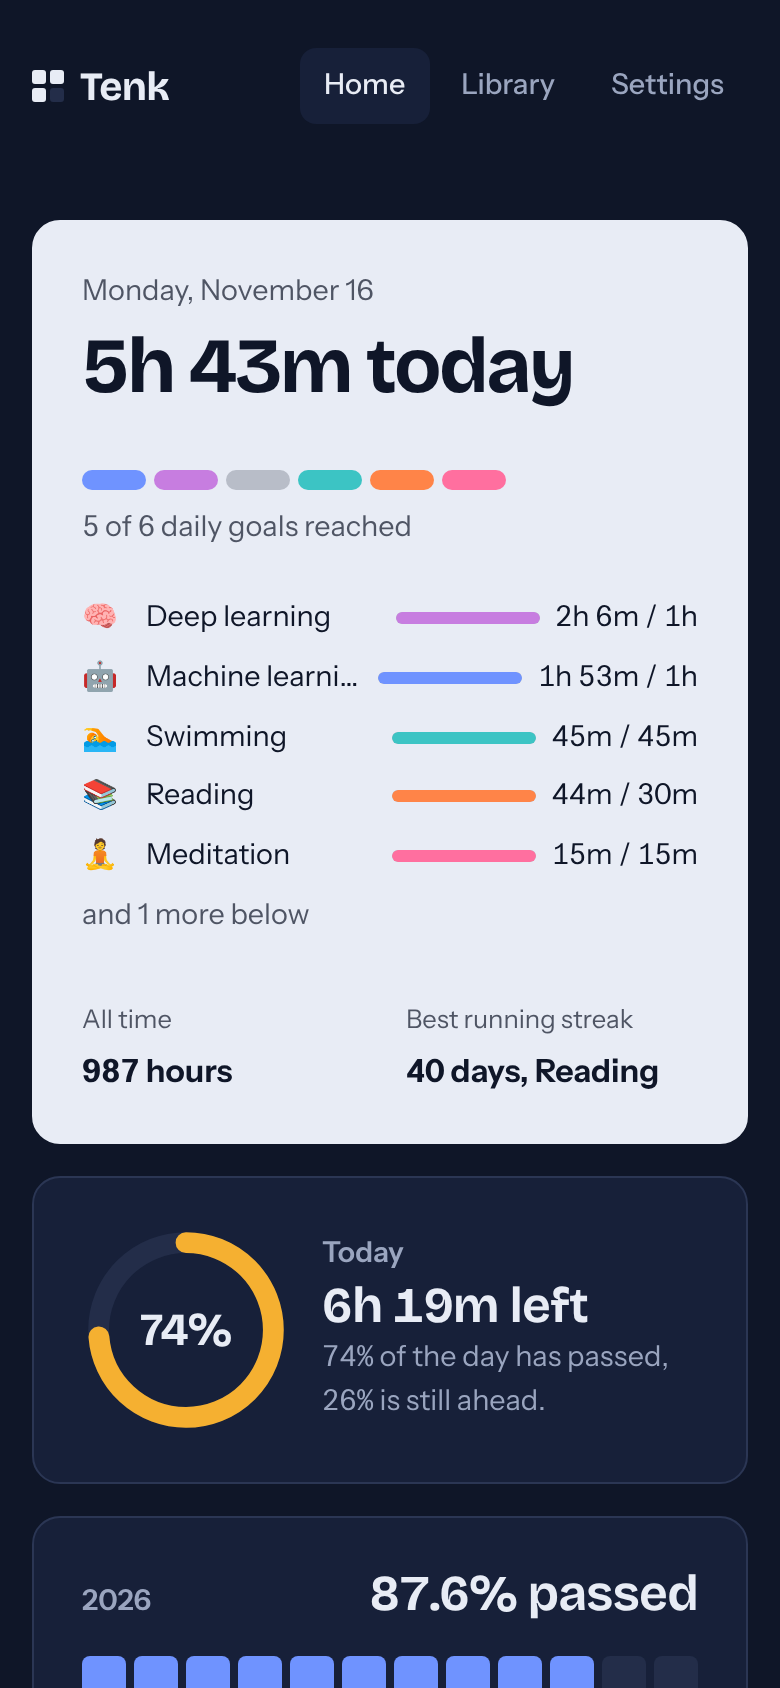 Tenk
Home
Library
Settings
Monday, November 16
5h 43m today
5 of 6 daily goals reached
Deep learning
2h 6m / 1h
Machine learni...
1h 53m / 1h
Swimming
45m / 45m
Reading
44m / 30m
Meditation
15m / 15m
and 1 more below
All time
Best running streak
987 hours
40 days, Reading
74%
Today
6h 19m left
74% of the day has passed,
26% is still ahead.
2026
87.6% passed